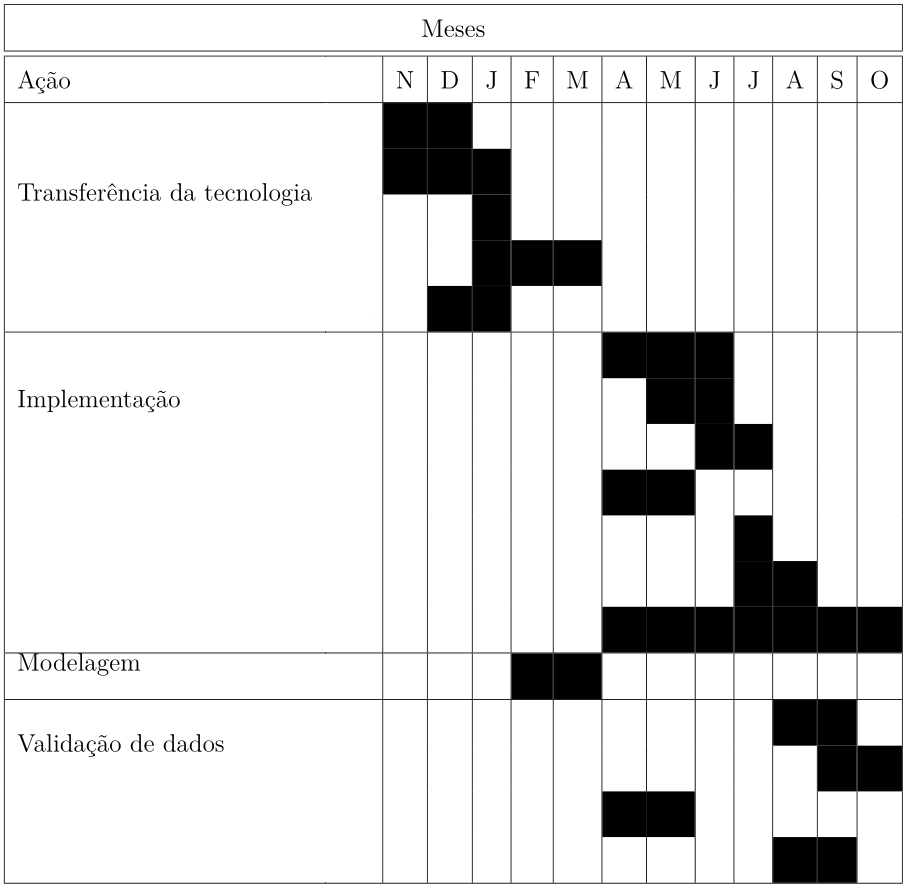 Meses
Ação N D J F M A M J J A S O
Transferência da tecnologia
Implementação
Modelagem
Validação de dados